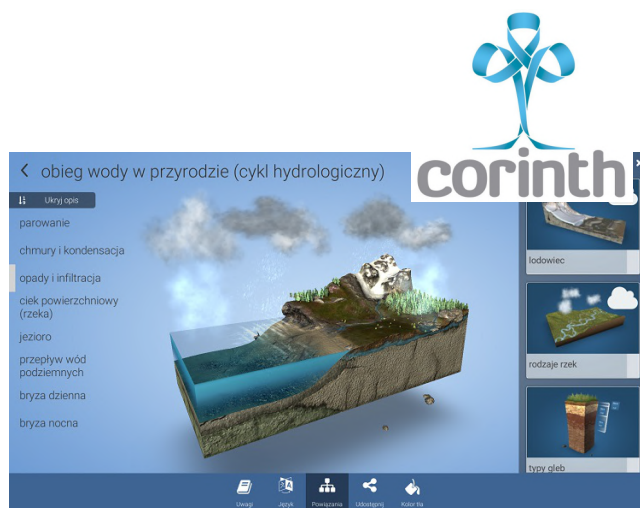 corinth
obieg wody w przyrodzie (cykl hydrologiczny)
Ukryj opis
parowanie
chmury i kondensacja
opady i infiltracja
ciek powierzchniowy
(rzeka)
jezioro
przepływ wód
podziemnych
bryza dzienna
bryza nocna
lodowiec
rodzaje rzek
typy gleb
Uwagi
Język
Powiązania
Udostępnij
Kolor tła